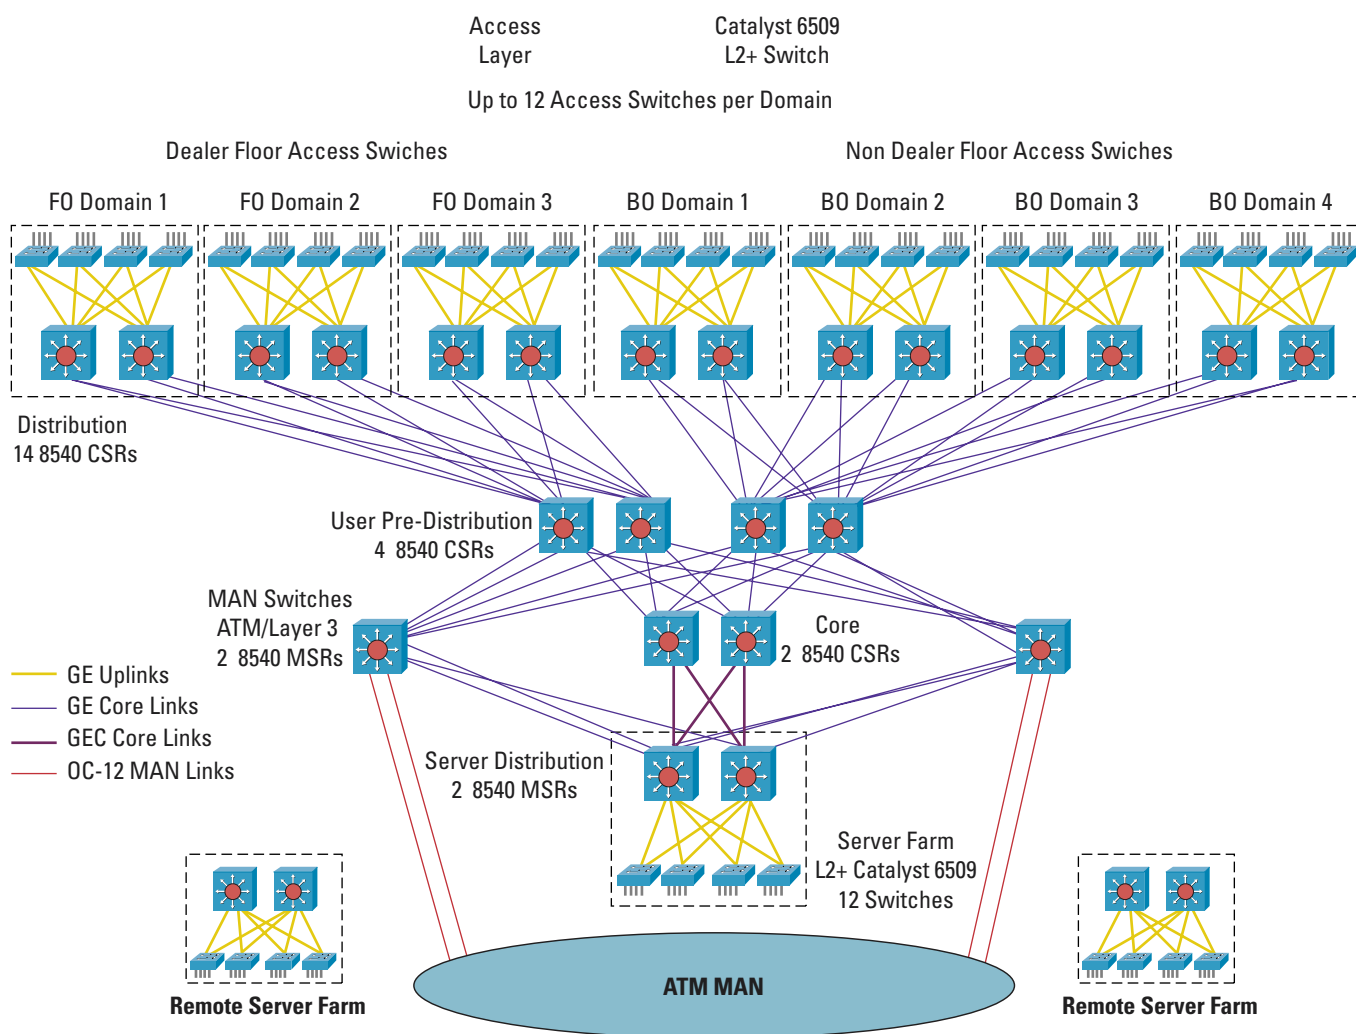 Access
Layer
Catalyst 6509
L2+ Switch
Up to 12 Access Switches per Domain
Dealer Floor Access Swiches
Non Dealer Floor Access Swiches
FO Domain 1
FO Domain 2
FO Domain 3
BO Domain 1
BO Domain 2
BO Domain 3
BO Domain 4
Distribution
14 8540 CSRs
User Pre-Distribution
4 8540 CSRs
MAN Switches
ATM/Layer 3
2 8540 MSRs
Core
2 8540 CSRs
GE Uplinks
GE Core Links
GEC Core Links
OC-12 MAN Links
Server Distribution
2 8540 MSRs
Server Farm
L2+ Catalyst 6509
12 Switches
ATM MAN
Remote Server Farm
Remote Server Farm